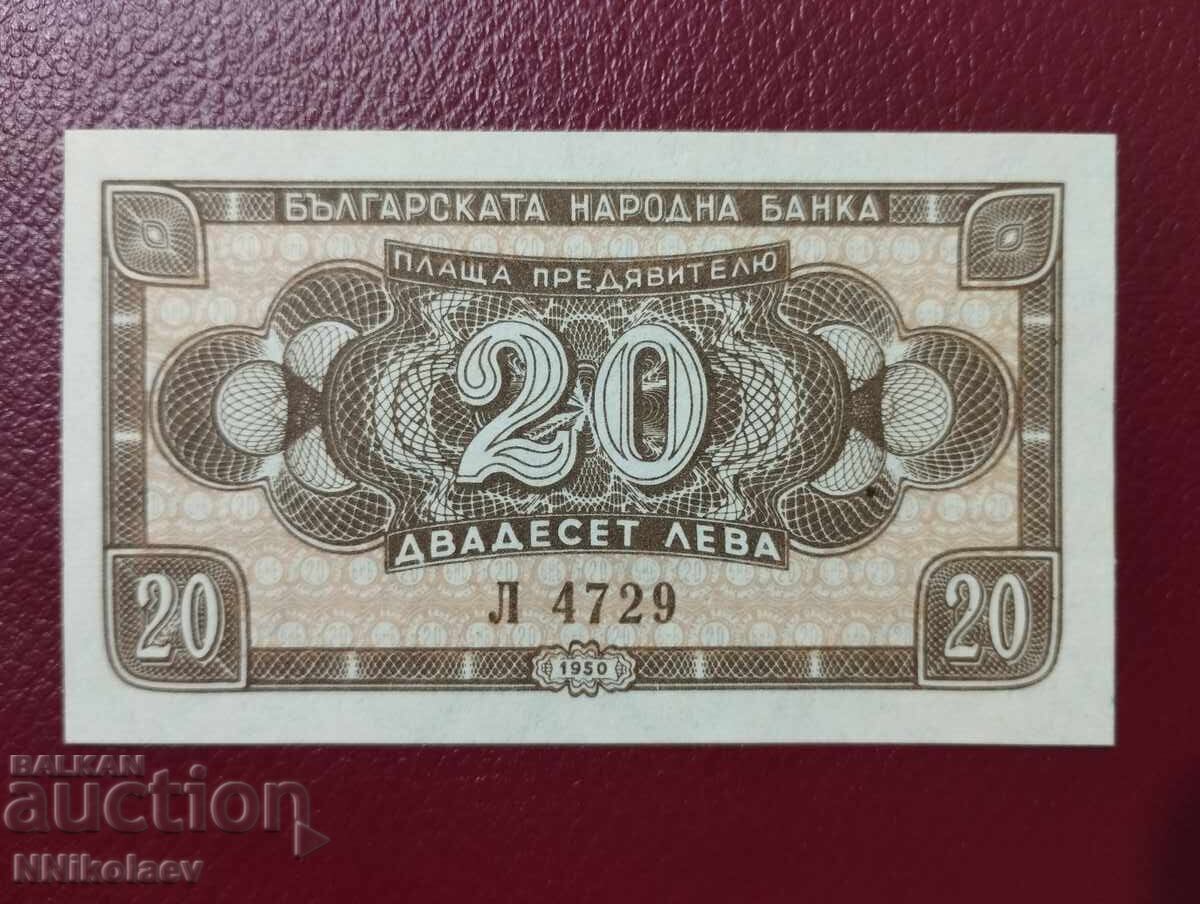 БЪЛГАРСКАТА НАРОДНА БАНКА
ПЛАЩА ПРЕДЯВИТЕЛЮ
20
ДВАДЕСЕТ ЛЕВА
Л 4729
20
20
1950
BALKAN
auction
NNikolaev